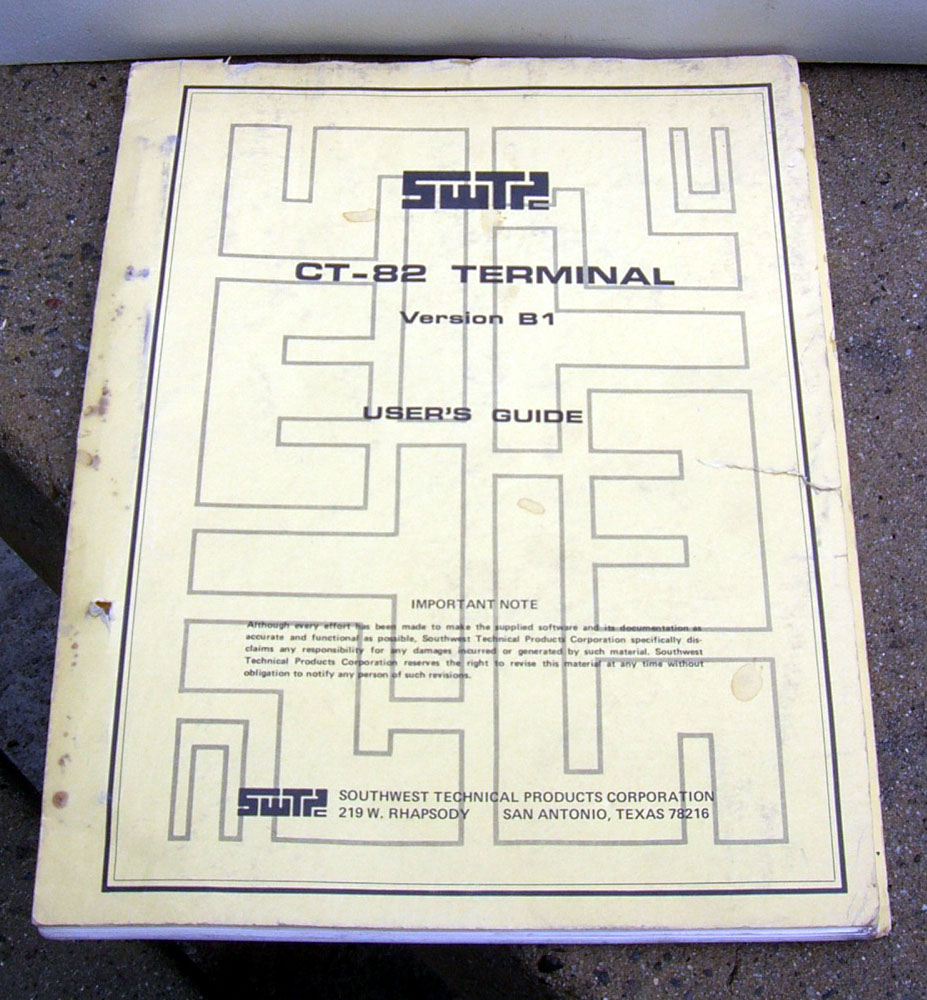 SWTPC
CT-82 TERMINAL
Version B1
USER'S GUIDE
IMPORTANT NOTE
Although every effort has been made to make the supplied software and its documentation as
accurate and functional as possible, Southwest Technical Products Corporation specifically dis-
claims any responsibility for any damages incurred or generated by such material. Southwest
Technical Products Corporation reserves the right to revise this material at any time without
obligation to notify any person of such revisions.
SWTPC SOUTHWEST TECHNICAL PRODUCTS CORPORATION
219 W. RHAPSODY SAN ANTONIO, TEXAS 78216